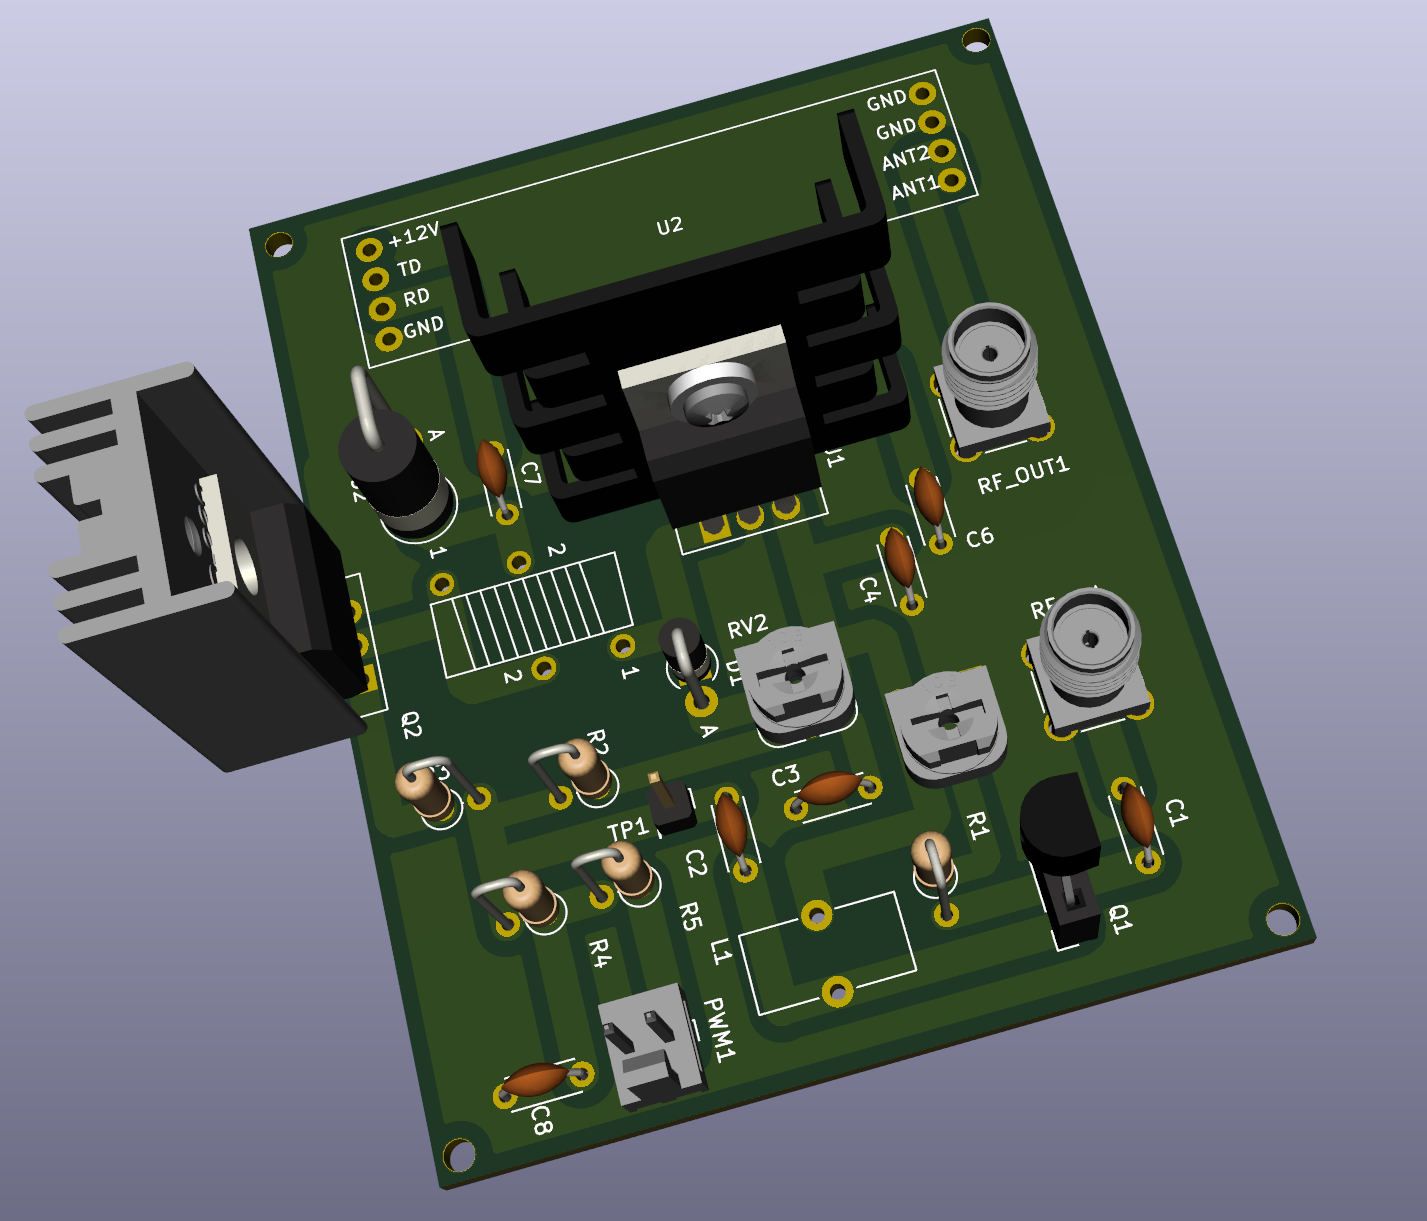 GND
GND
ANT2
ANT1
U2
+12V
TD
RD
GND
A
C7
RF_OUT1
C6
C4
1
2
2
1
RV2
D1
A
Q2
R2
C3
TP1
C2
R1
C1
R5
R4
L1
Q1
PWM1
C8